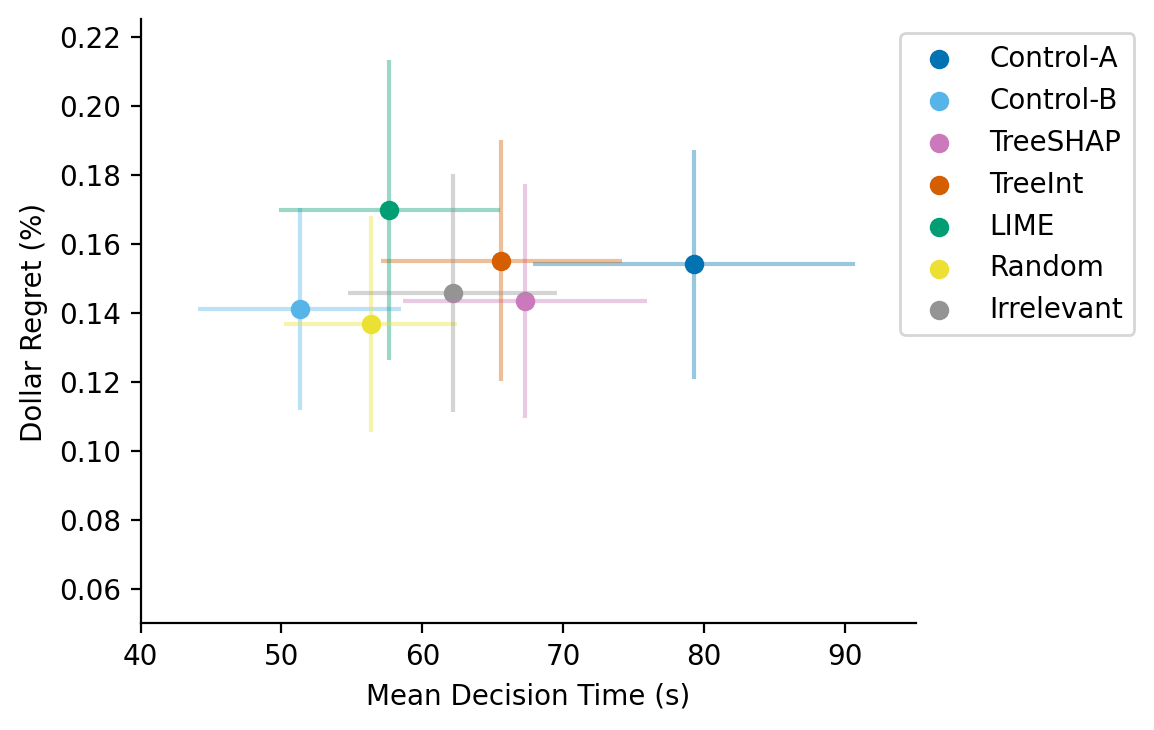 0.22
0.20
0.18
0.16
0.14
0.12
0.10
0.08
0.06
Dollar Regret (%)
40 50 60 70 80 90
Mean Decision Time (s)
Control-A
Control-B
TreeSHAP
TreeInt
LIME
Random
Irrelevant